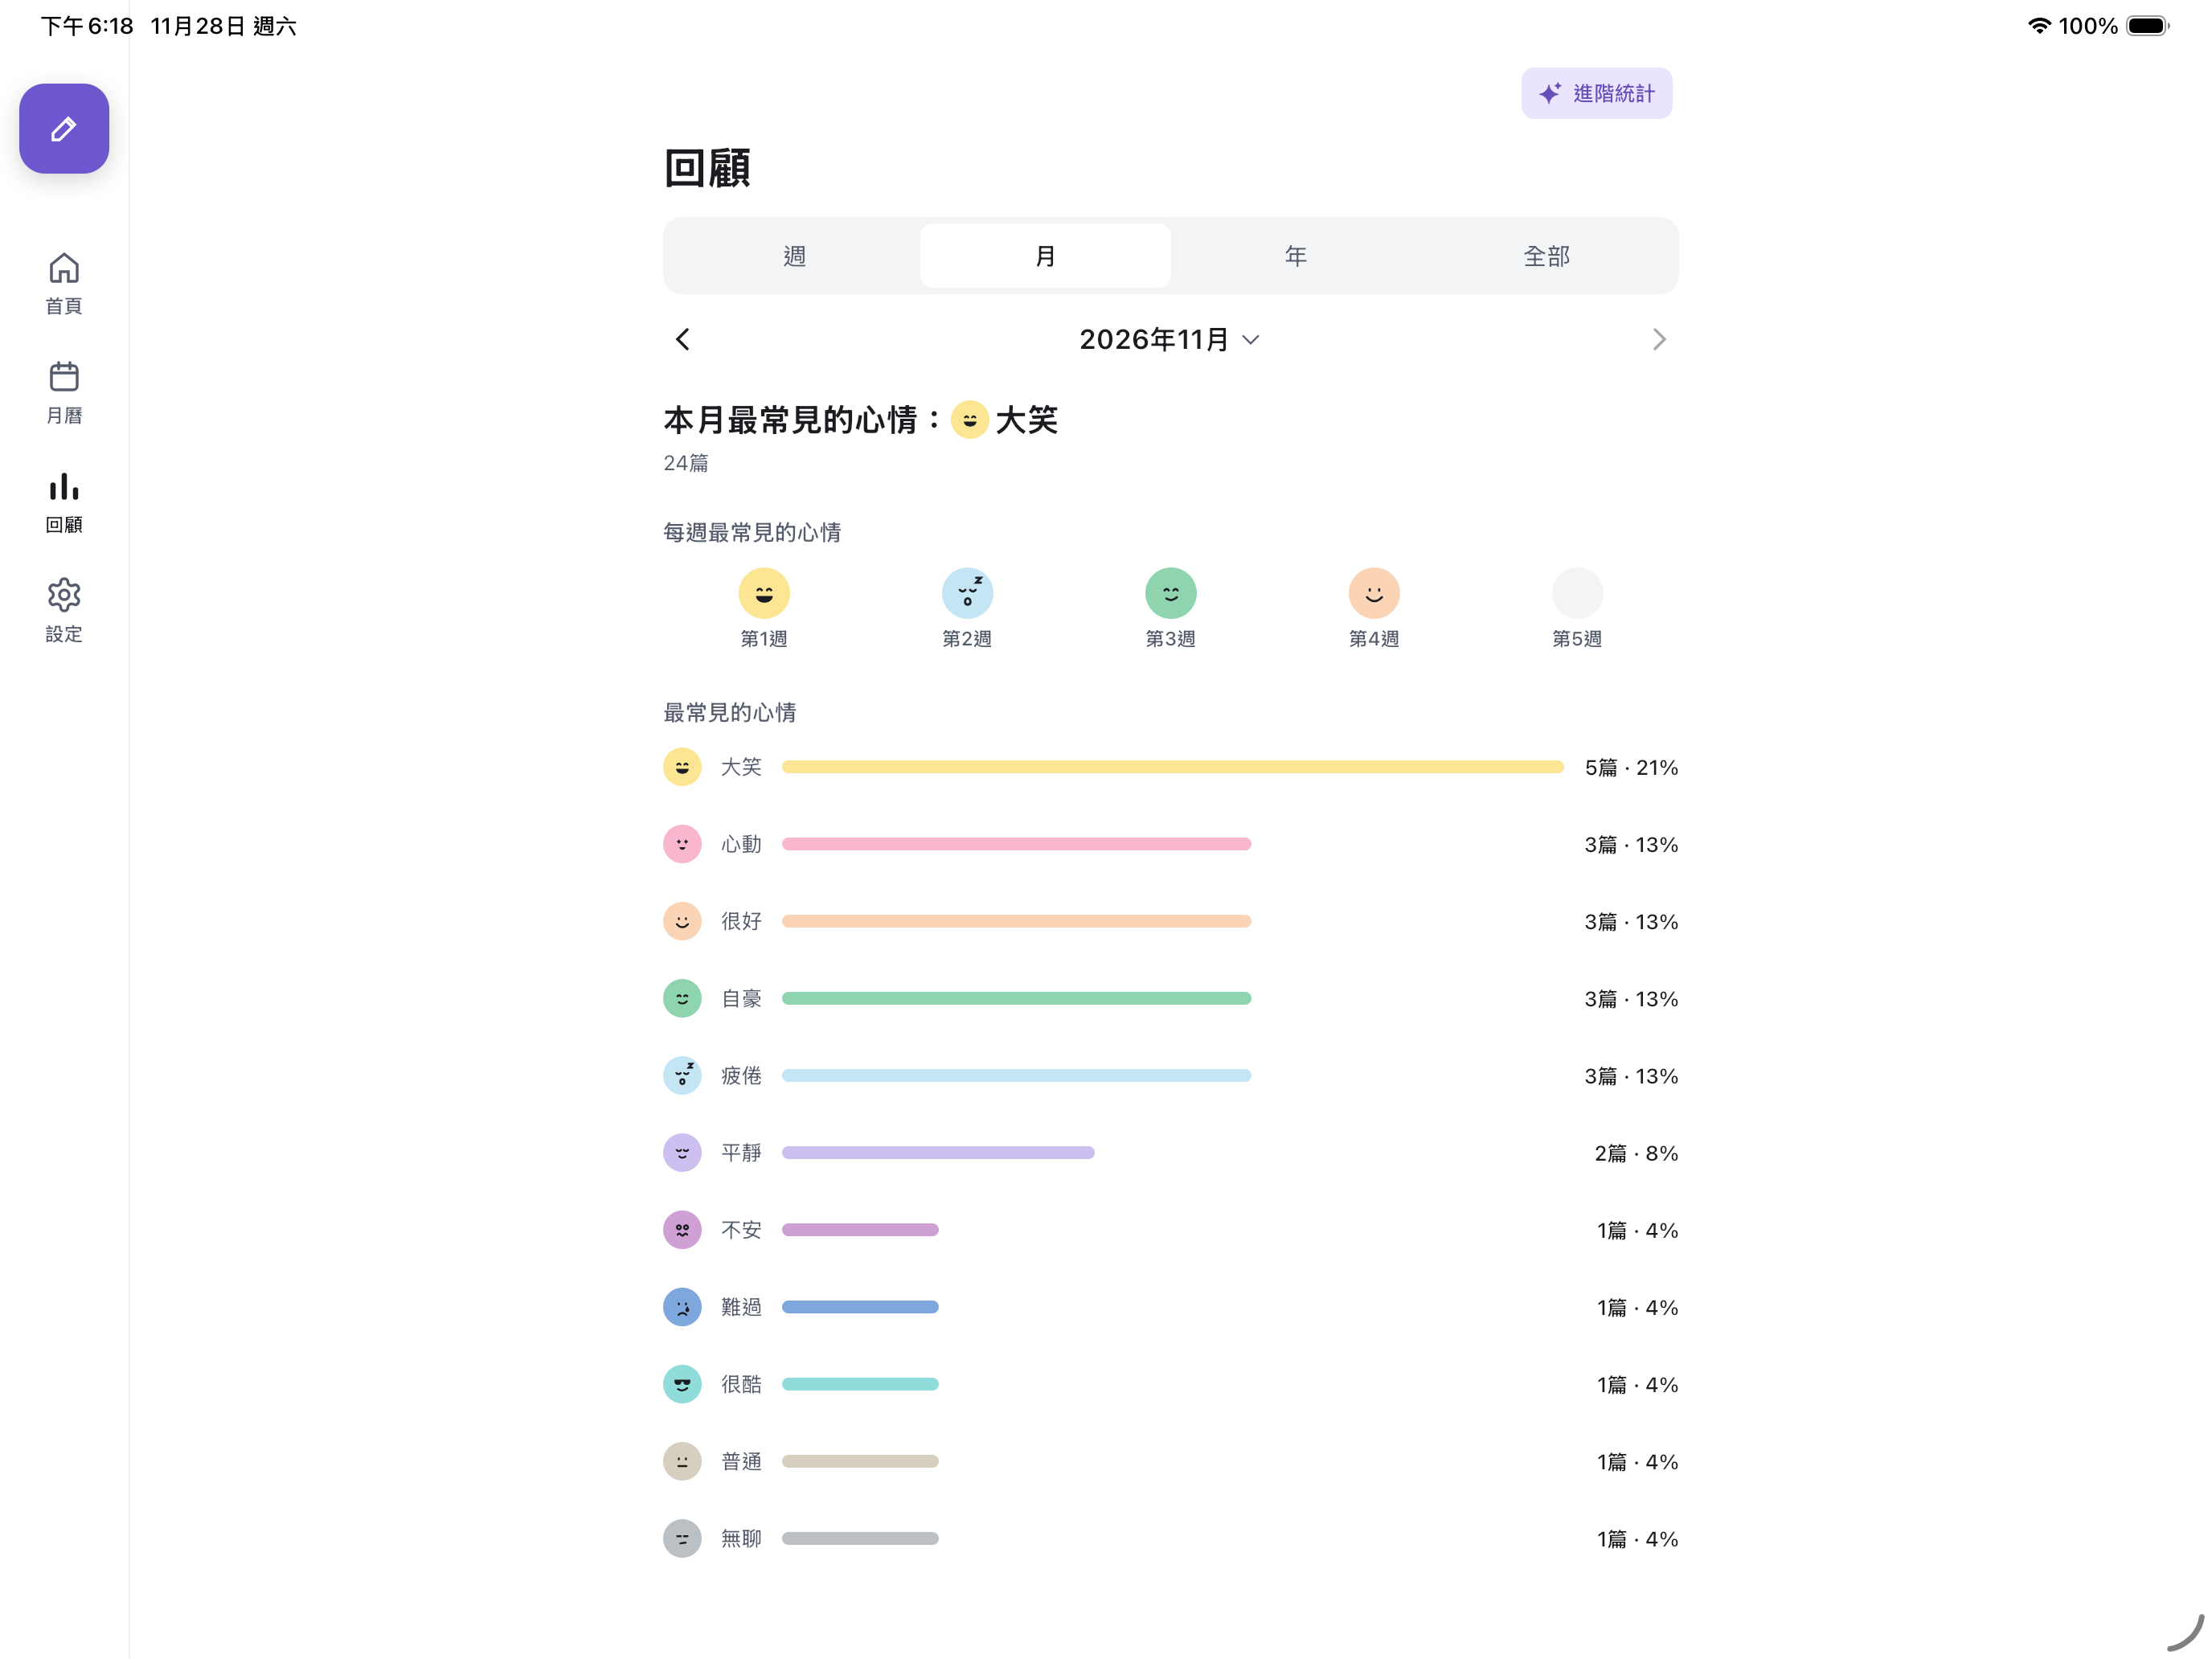 下午6:18 11月28日 週六
100%
進階統計
回顧
週 月 年 全部
2026年11月
本月最常見的心情：大笑
24篇
每週最常見的心情
第1週 第2週 第3週 第4週 第5週
最常見的心情
大笑 5篇 · 21%
心動 3篇 · 13%
很好 3篇 · 13%
自豪 3篇 · 13%
疲倦 3篇 · 13%
平靜 2篇 · 8%
不安 1篇 · 4%
難過 1篇 · 4%
很酷 1篇 · 4%
普通 1篇 · 4%
無聊 1篇 · 4%
首頁
月曆
回顧
設定